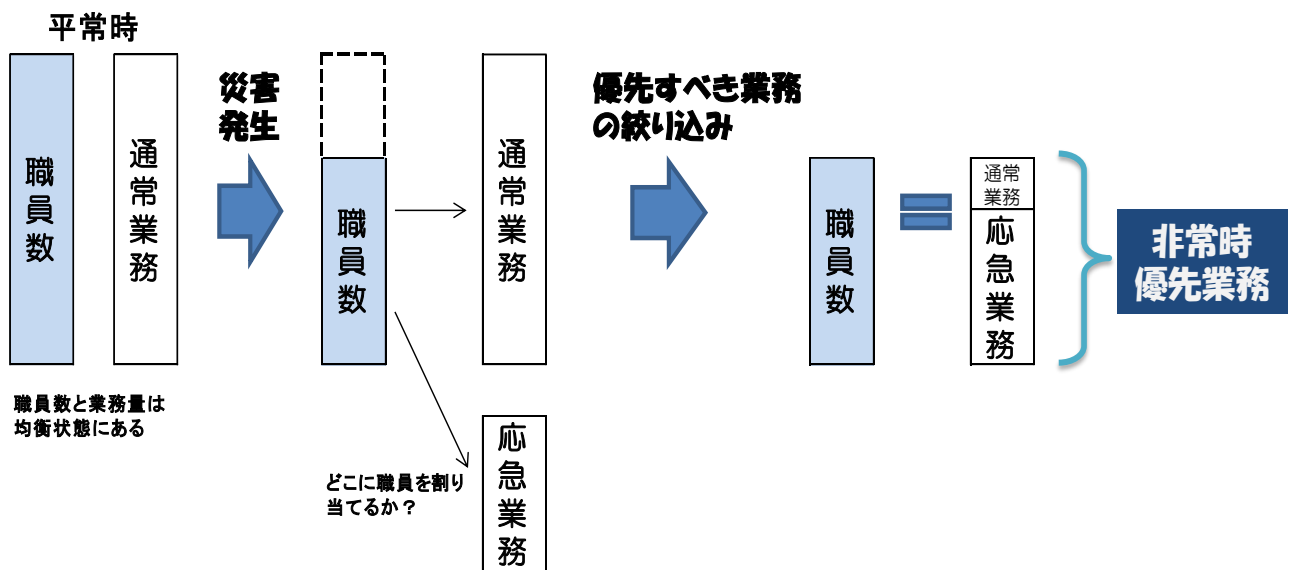 平常時
職員数
通常業務
職員数と業務量は
均衡状態にある
災害
発生
職員数
通常業務
応急業務
どこに職員を割り
当てるか？
優先すべき業務
の絞り込み
職員数
通常
業務
応急業務
非常時
優先業務